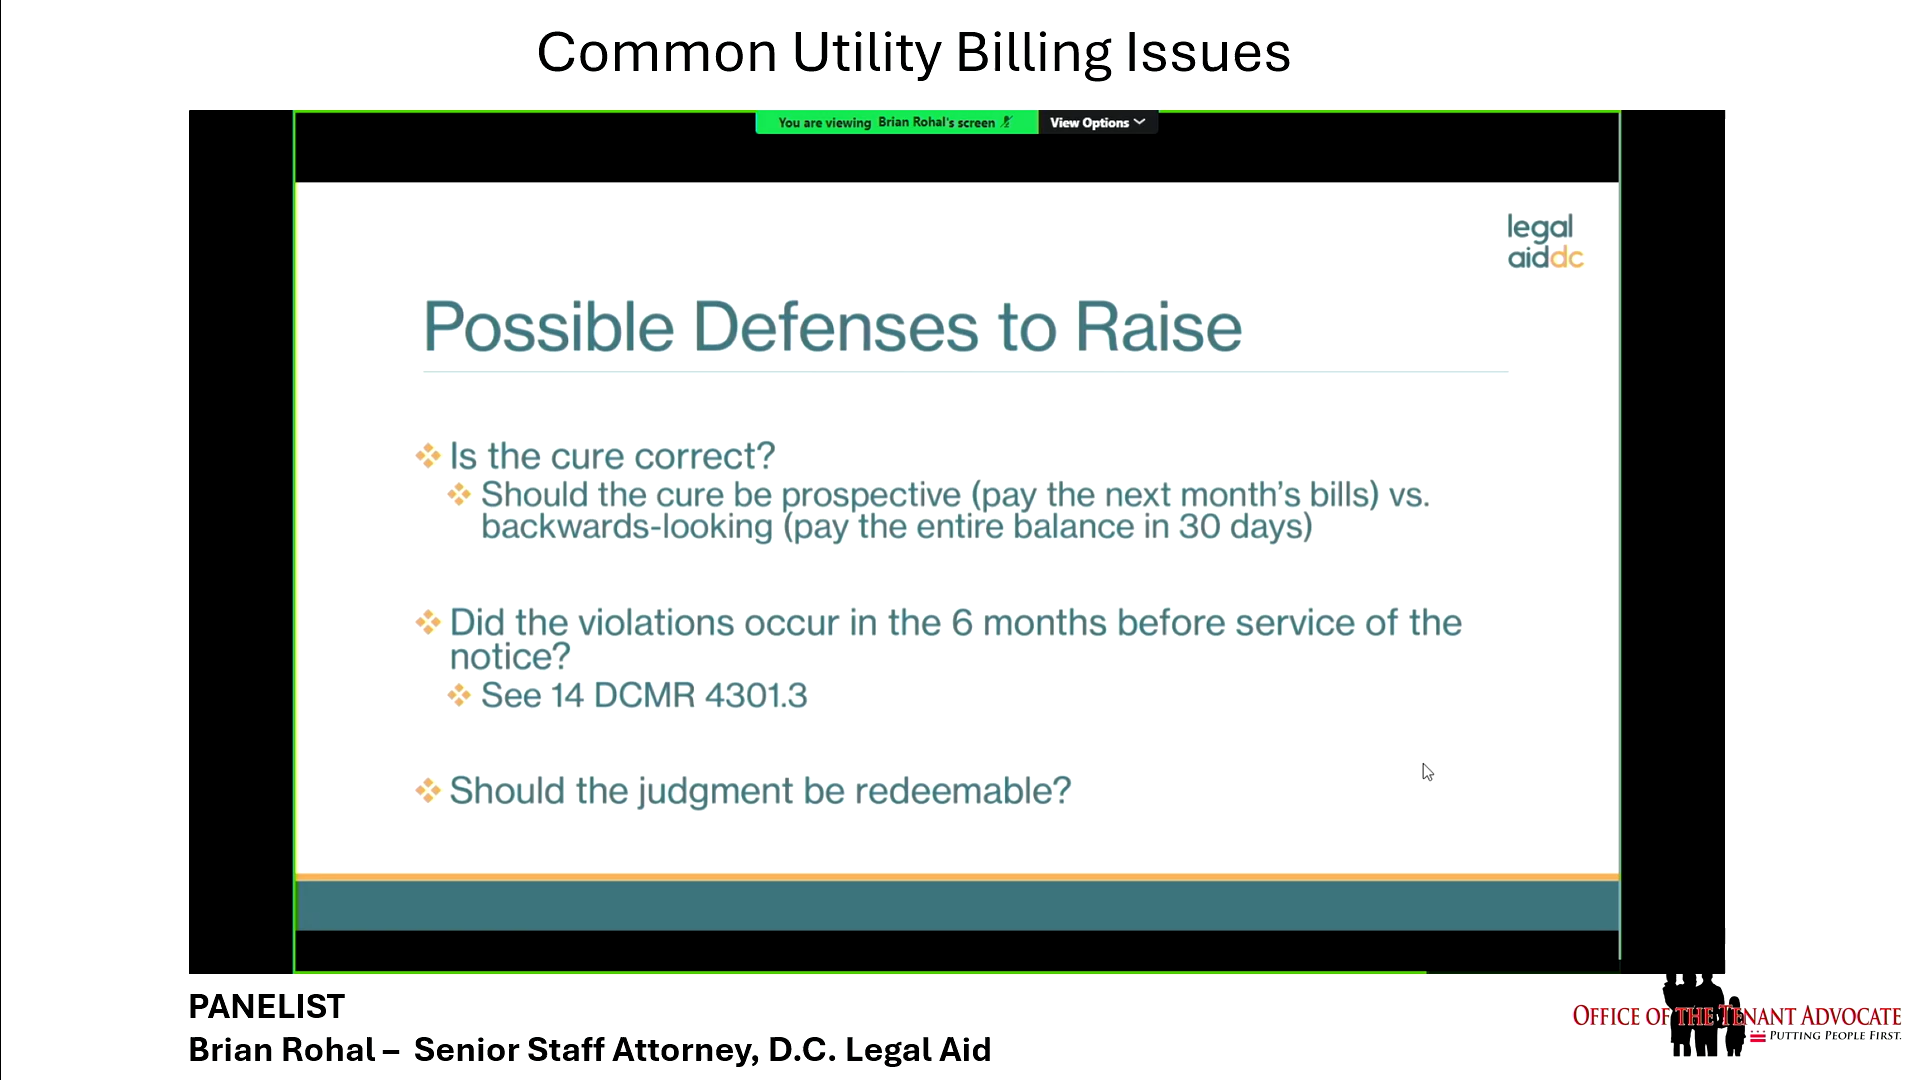 Common Utility Billing Issues
You are viewing Brian Rohal's screen View Options
legal
aiddc
Possible Defenses to Raise
Is the cure correct?
Should the cure be prospective (pay the next month's bills) vs.
backwards-looking (pay the entire balance in 30 days)
Did the violations occur in the 6 months before service of the
notice?
See 14 DCMR 4301.3
Should the judgment be redeemable?
PANELIST
Brian Rohal – Senior Staff Attorney, D.C. Legal Aid
OFFICE OF THE TENANT ADVOCATE
PUTTING PEOPLE FIRST.